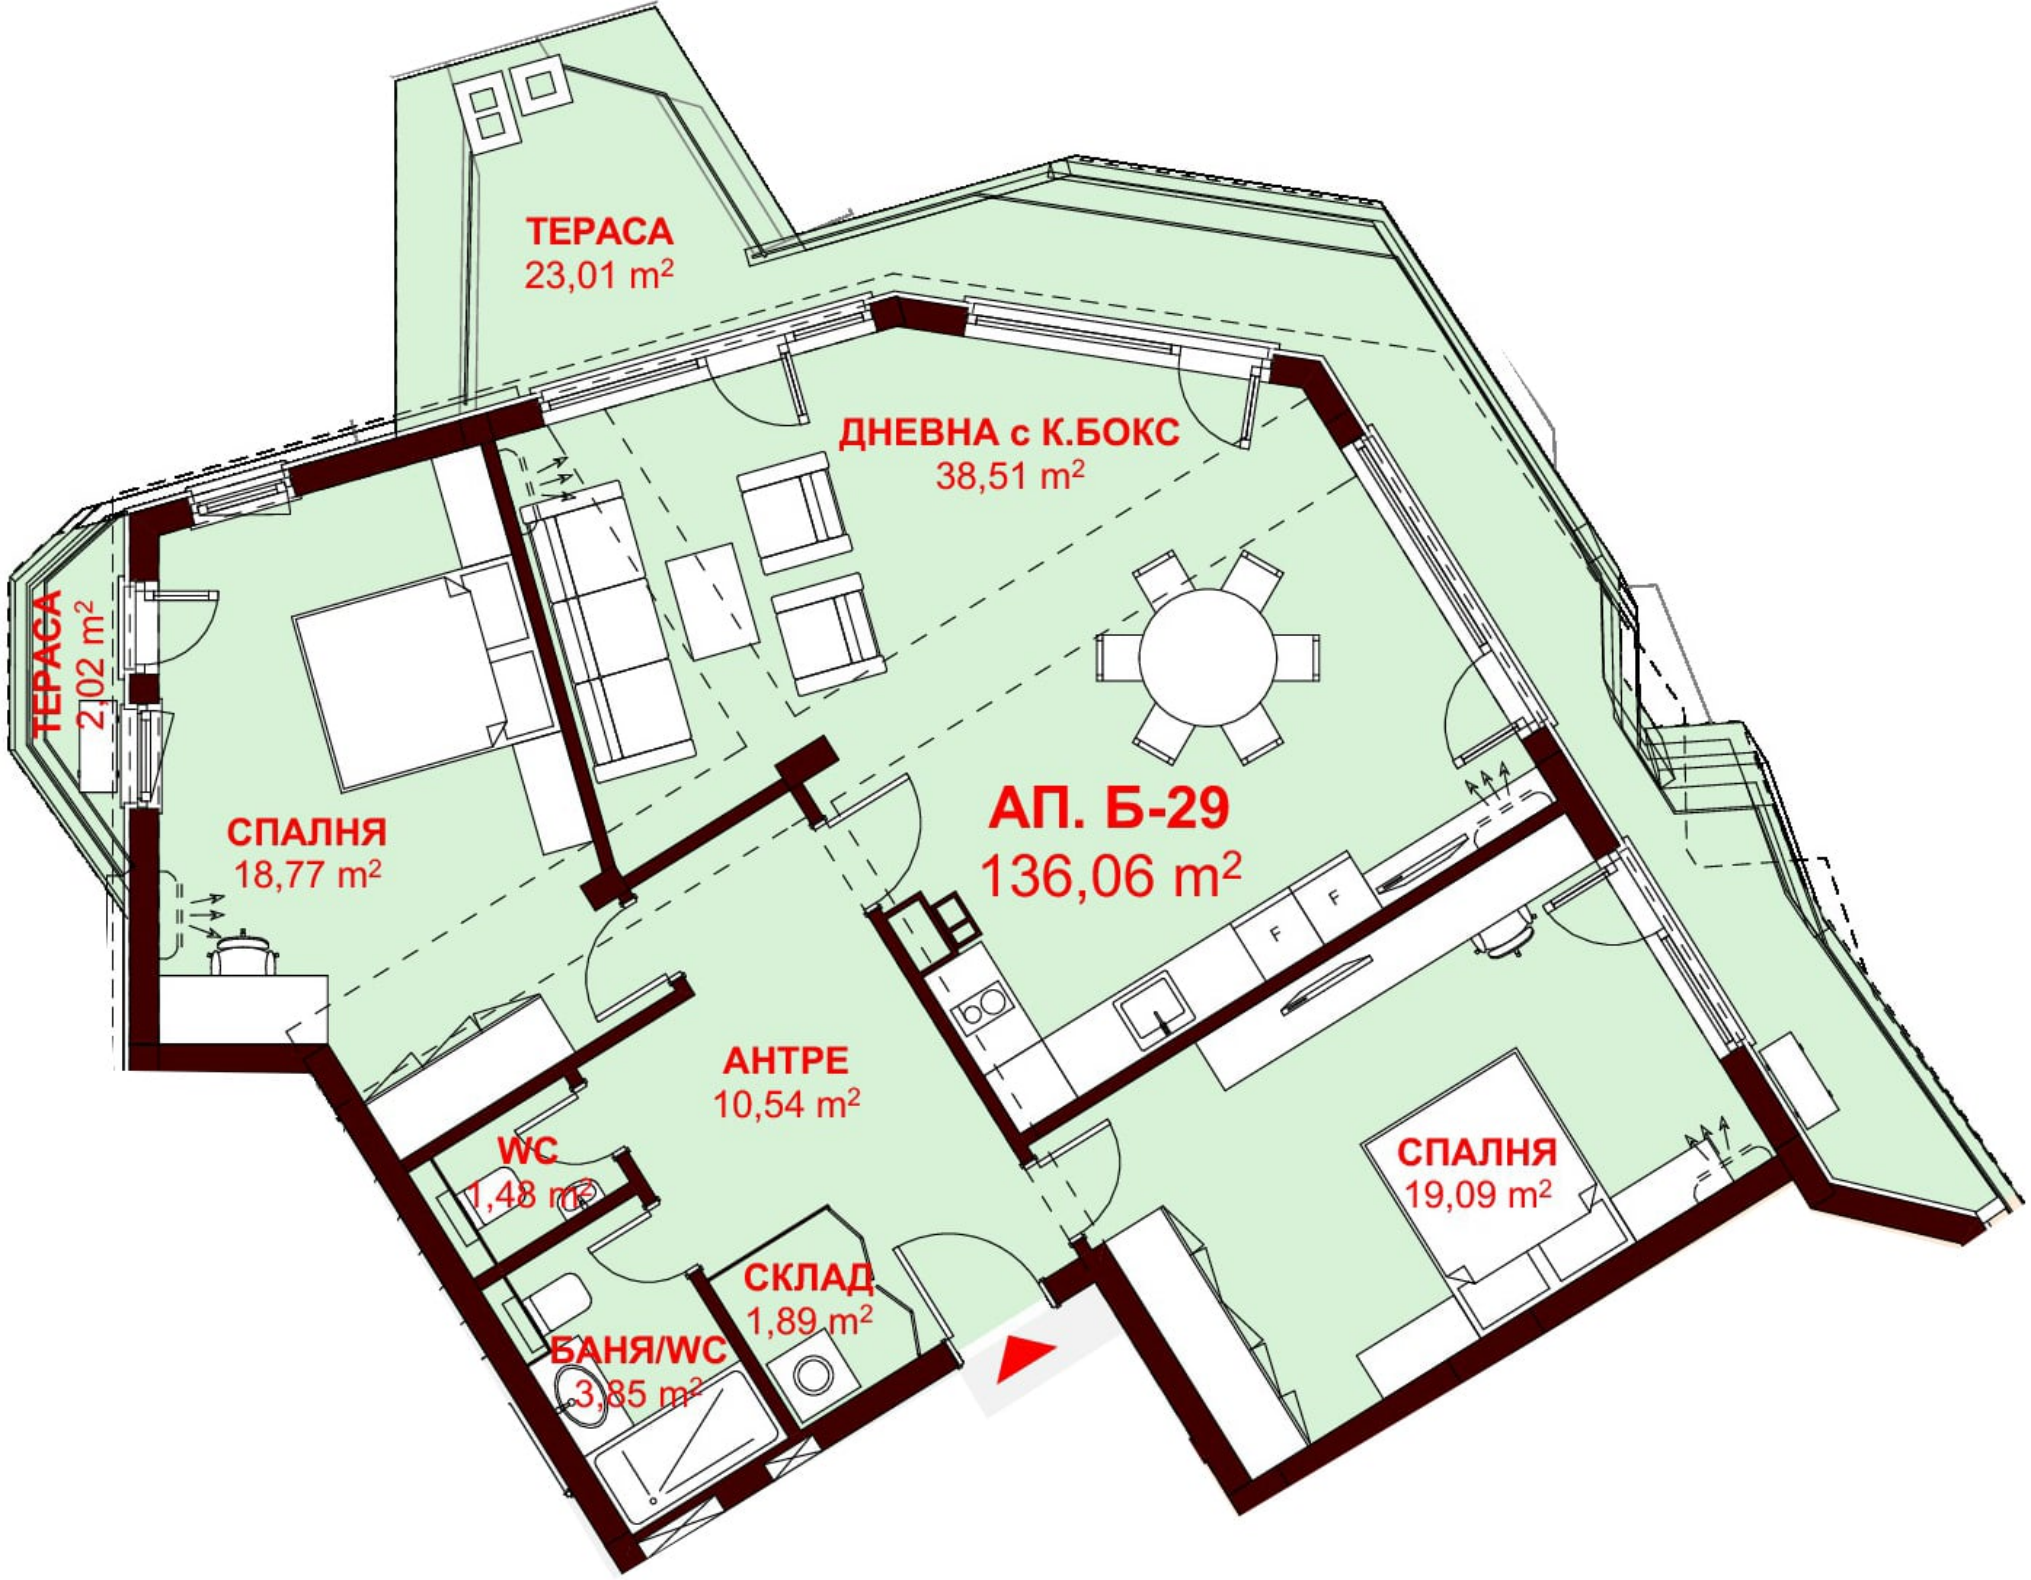 ТЕРАСА
23,01 m²
ДНЕВНА с К.БОКС
38,51 m²
ТЕРАСА
2,02 m²
СПАЛНЯ
18,77 m²
АП. Б-29
136,06 m²
F
F
АНТРЕ
10,54 m²
WC
1,48 m²
СПАЛНЯ
19,09 m²
СКЛАД
1,89 m²
БАНЯ/WC
3,85 m²